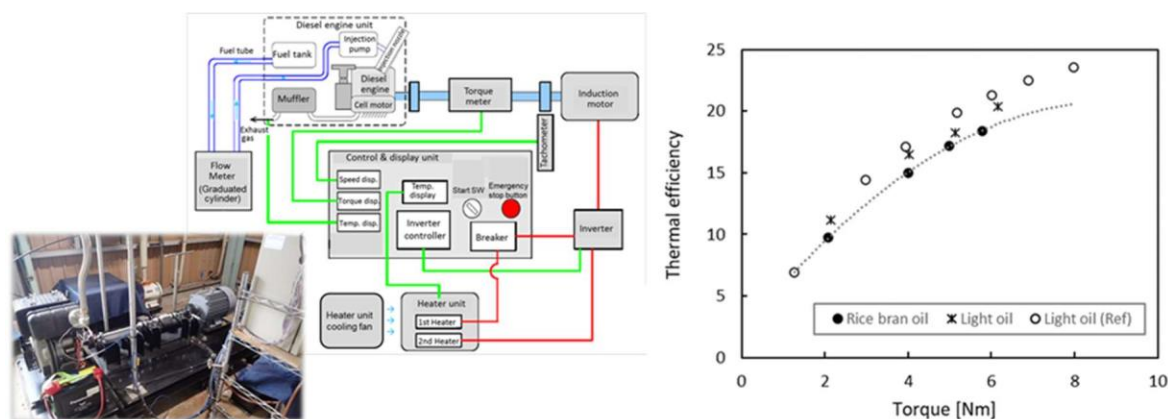 Diesel engine unit
Fuel tube
Fuel tank
Injection
pump
Injection nozzle
Diesel
engine
Muffler
Cell motor
Exhaust
gas
Torque
meter
Tachometer
Induction
motor
Flow
Meter
(Graduated
cylinder)
Control & display unit
Speed disp.
Torque disp.
Temp. disp.
Temp.
display
Start SW
Emergency
stop button
Inverter
controller
Breaker
Inverter
Heater unit
cooling fan
Heater unit
1st Heater
2nd Heater
Thermal efficiency
25
20
15
10
5
0
Rice bran oil
Light oil
Light oil (Ref)
0
2
4
6
8
10
Torque [Nm]